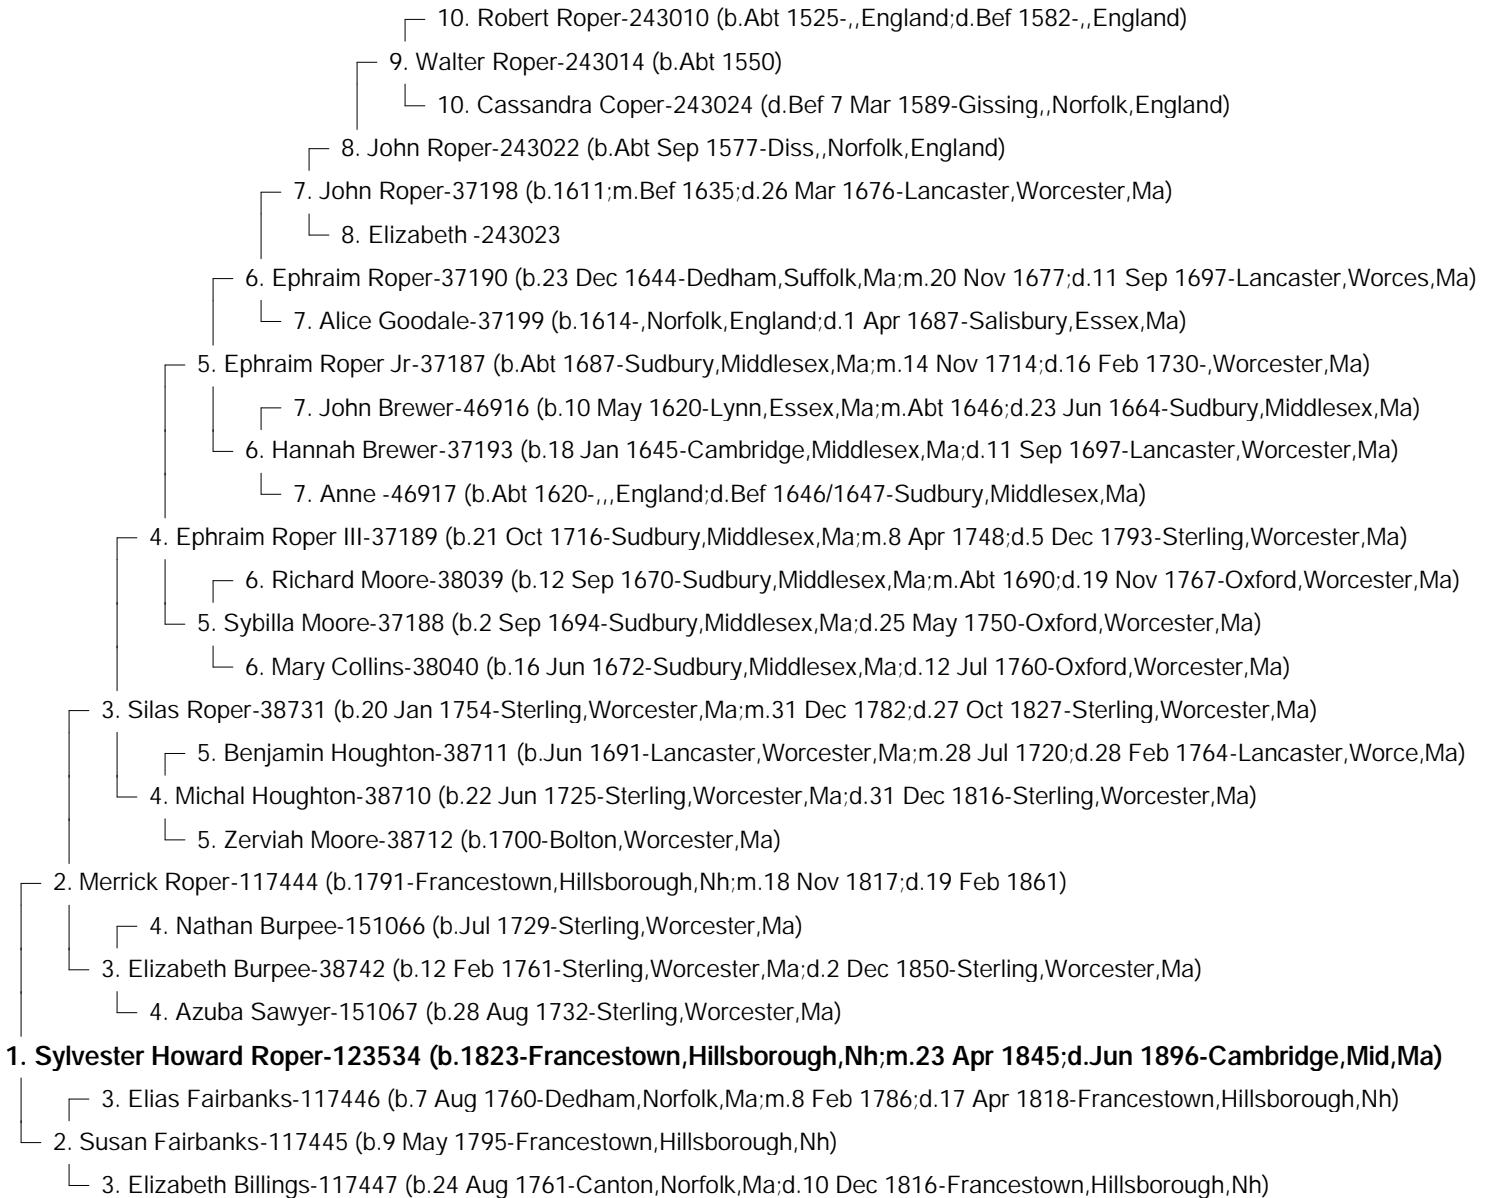 10. Robert Roper-243010 (b.Abt 1525-,,England;d.Bef 1582-,,England)
9. Walter Roper-243014 (b.Abt 1550)
10. Cassandra Coper-243024 (d.Bef 7 Mar 1589-Gissing,,Norfolk,England)
8. John Roper-243022 (b.Abt Sep 1577-Diss,,Norfolk,England)
7. John Roper-37198 (b.1611;m.Bef 1635;d.26 Mar 1676-Lancaster,Worcester,Ma)
8. Elizabeth -243023
6. Ephraim Roper-37190 (b.23 Dec 1644-Dedham,Suffolk,Ma;m.20 Nov 1677;d.11 Sep 1697-Lancaster,Worces,Ma)
7. Alice Goodale-37199 (b.1614-,Norfolk,England;d.1 Apr 1687-Salisbury,Essex,Ma)
5. Ephraim Roper Jr-37187 (b.Abt 1687-Sudbury,Middlesex,Ma;m.14 Nov 1714;d.16 Feb 1730-,Worcester,Ma)
7. John Brewer-46916 (b.10 May 1620-Lynn,Essex,Ma;m.Abt 1646;d.23 Jun 1664-Sudbury,Middlesex,Ma)
6. Hannah Brewer-37193 (b.18 Jan 1645-Cambridge,Middlesex,Ma;d.11 Sep 1697-Lancaster,Worcester,Ma)
7. Anne -46917 (b.Abt 1620-,,,England;d.Bef 1646/1647-Sudbury,Middlesex,Ma)
4. Ephraim Roper III-37189 (b.21 Oct 1716-Sudbury,Middlesex,Ma;m.8 Apr 1748;d.5 Dec 1793-Sterling,Worcester,Ma)
6. Richard Moore-38039 (b.12 Sep 1670-Sudbury,Middlesex,Ma;m.Abt 1690;d.19 Nov 1767-Oxford,Worcester,Ma)
5. Sybilla Moore-37188 (b.2 Sep 1694-Sudbury,Middlesex,Ma;d.25 May 1750-Oxford,Worcester,Ma)
6. Mary Collins-38040 (b.16 Jun 1672-Sudbury,Middlesex,Ma;d.12 Jul 1760-Oxford,Worcester,Ma)
3. Silas Roper-38731 (b.20 Jan 1754-Sterling,Worcester,Ma;m.31 Dec 1782;d.27 Oct 1827-Sterling,Worcester,Ma)
5. Benjamin Houghton-38711 (b.Jun 1691-Lancaster,Worcester,Ma;m.28 Jul 1720;d.28 Feb 1764-Lancaster,Worce,Ma)
4. Michal Houghton-38710 (b.22 Jun 1725-Sterling,Worcester,Ma;d.31 Dec 1816-Sterling,Worcester,Ma)
5. Zerviah Moore-38712 (b.1700-Bolton,Worcester,Ma)
2. Merrick Roper-117444 (b.1791-Francestown,Hillsborough,Nh;m.18 Nov 1817;d.19 Feb 1861)
4. Nathan Burpee-151066 (b.Jul 1729-Sterling,Worcester,Ma)
3. Elizabeth Burpee-38742 (b.12 Feb 1761-Sterling,Worcester,Ma;d.2 Dec 1850-Sterling,Worcester,Ma)
4. Azuba Sawyer-151067 (b.28 Aug 1732-Sterling,Worcester,Ma)
1. Sylvester Howard Roper-123534 (b.1823-Francestown,Hillsborough,Nh;m.23 Apr 1845;d.Jun 1896-Cambridge,Mid,Ma)
3. Elias Fairbanks-117446 (b.7 Aug 1760-Dedham,Norfolk,Ma;m.8 Feb 1786;d.17 Apr 1818-Francestown,Hillsborough,Nh)
2. Susan Fairbanks-117445 (b.9 May 1795-Francestown,Hillsborough,Nh)
3. Elizabeth Billings-117447 (b.24 Aug 1761-Canton,Norfolk,Ma;d.10 Dec 1816-Francestown,Hillsborough,Nh)